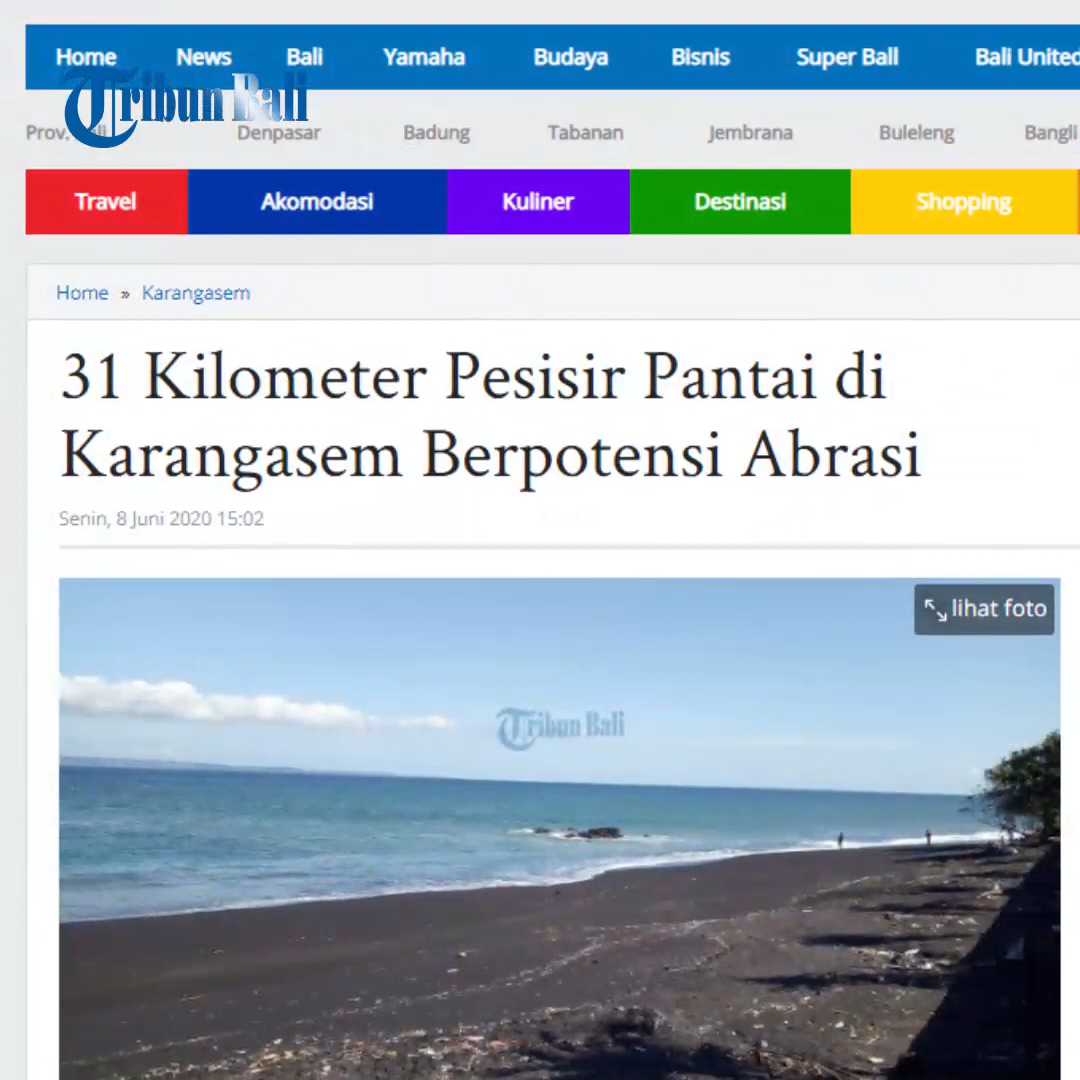 Home News Bali Yamaha Budaya Bisnis Super Ball Bali United
Tribun Bali
Prov. Bali Denpasar Badung Tabanan Jembrana Buleleng Bangli
Travel Akomodasi Kuliner Destinasi Shopping
Home » Karangasem
31 Kilometer Pesisir Pantai di
Karangasem Berpotensi Abrasi
Senin, 8 Juni 2020 15:02
lihat foto
Tribun Bali